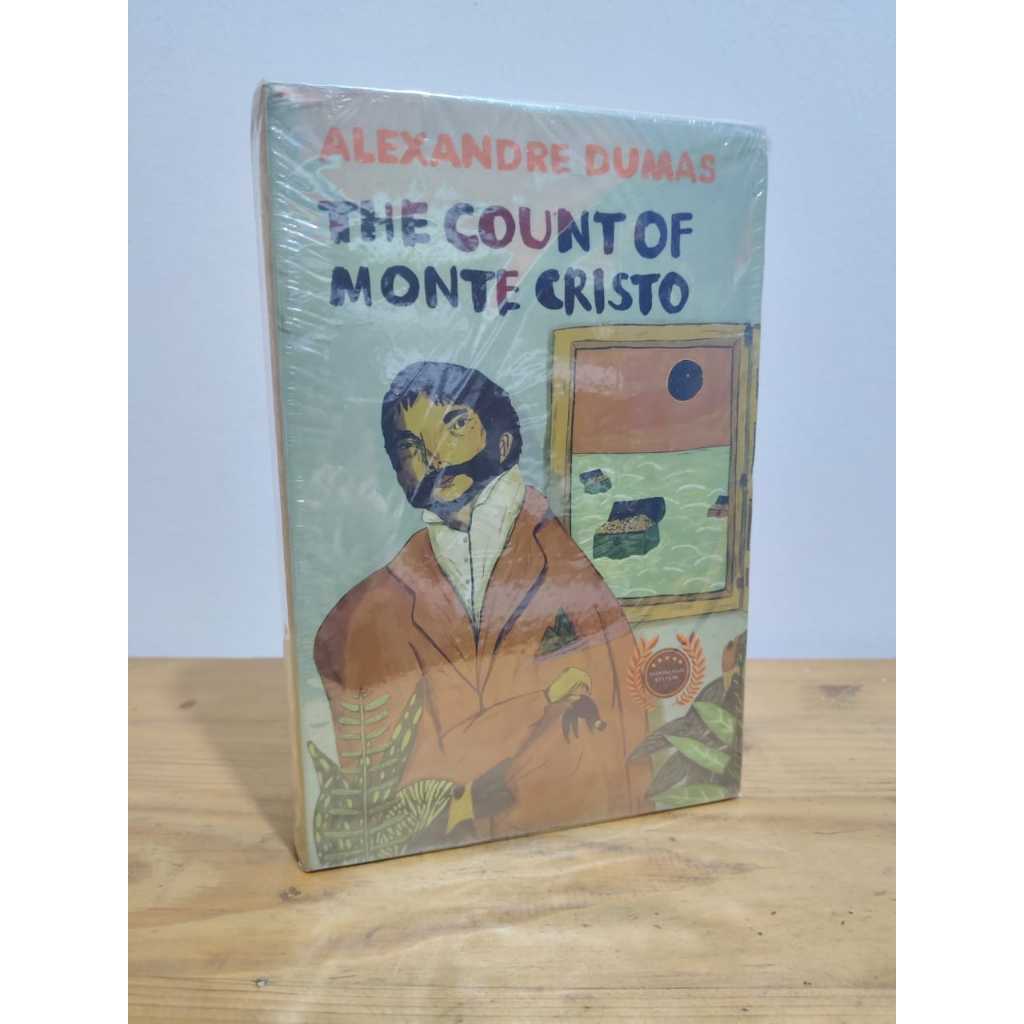 ALEXANDRE DUMAS
THE COUNT OF
MONTE CRISTO